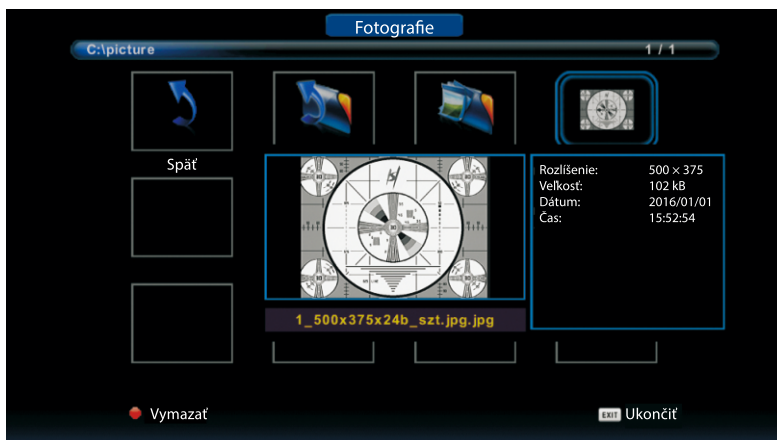 Fotografie
C:\picture 1 / 1
Späť
Rozlíšenie: 500 × 375
Veľkosť: 102 kB
Dátum: 2016/01/01
Čas: 15:52:54
1_500x375x24b_szt.jpg.jpg
Vymazať
EXIT Ukončiť